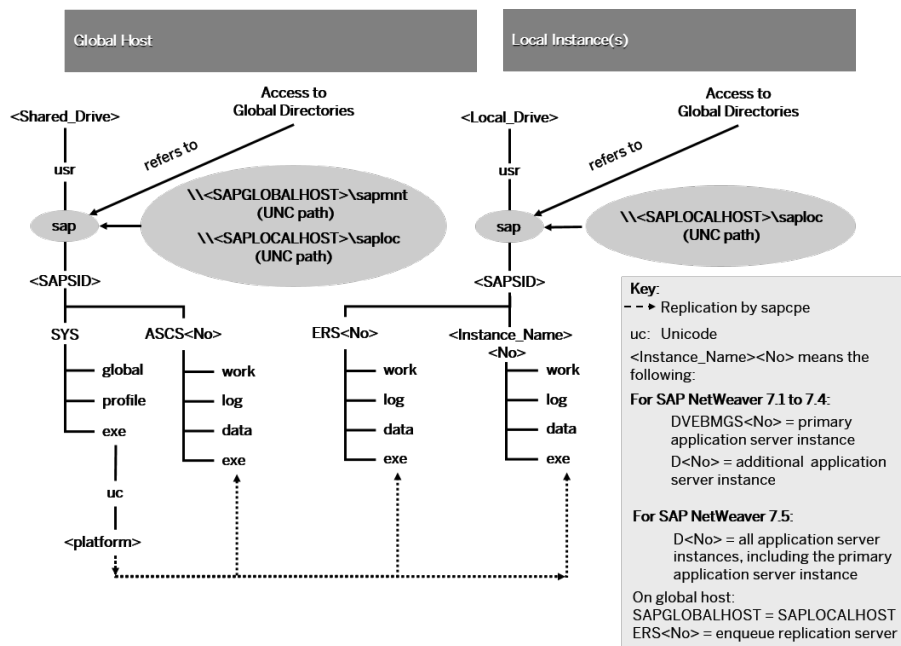 Global Host
Local Instance(s)
Access to
Global Directories
<Shared_Drive>
refers to
usr
\\<SAPGLOBALHOST>\sapmnt
(UNC path)
\\<SAPLOCALHOST>\saploc
(UNC path)
sap
<SAPSID>
SYS
ASCS<No>
global
profile
exe
work
log
data
exe
uc
<platform>
Access to
Global Directories
<Local_Drive>
refers to
usr
\\<SAPLOCALHOST>\saploc
(UNC path)
sap
<SAPSID>
ERS<No>
<Instance_Name>
<No>
work
log
data
exe
work
log
data
exe
Key:
Replication by sapcpe
uc: Unicode
<Instance_Name><No> means the
following:
For SAP NetWeaver 7.1 to 7.4:
DVEBMGS<No> = primary
application server instance
D<No> = additional application
server instance
For SAP NetWeaver 7.5:
D<No> = all application server
instances, including the primary
application server instance
On global host:
SAPGLOBALHOST = SAPLOCALHOST
ERS<No> = enqueue replication server